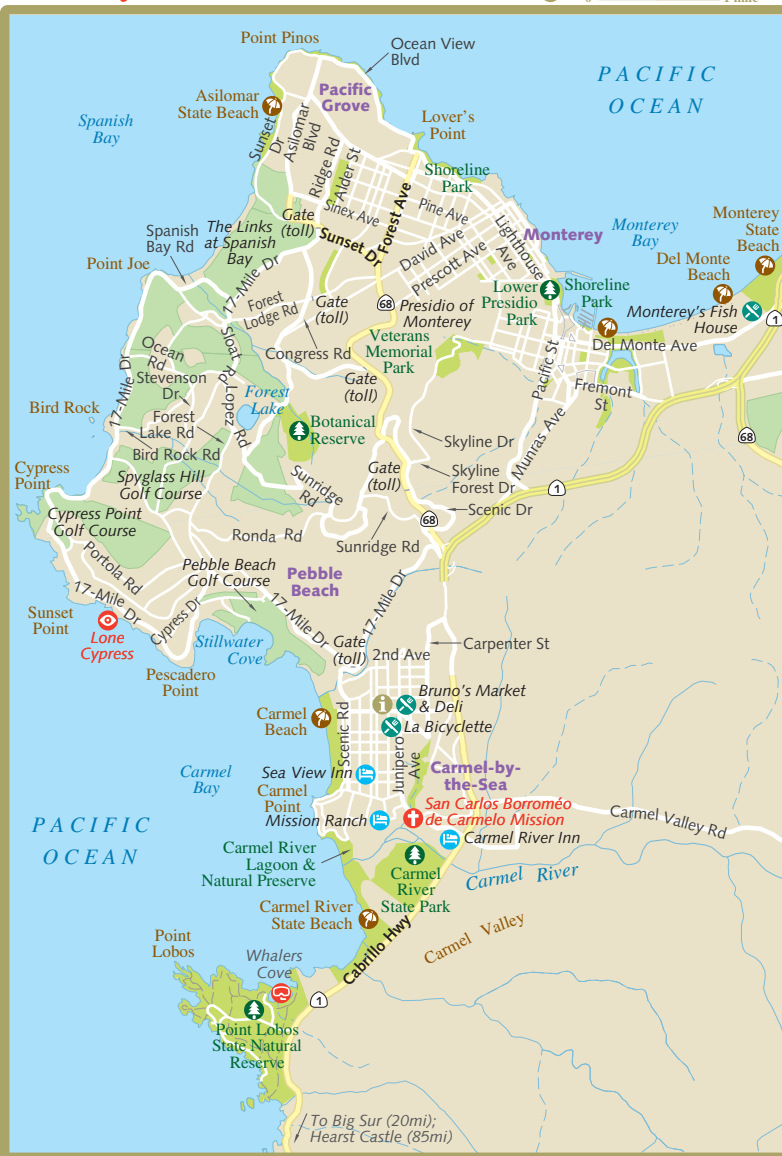 1 mile
Point Pinos
Ocean View
Blvd
PACIFIC
OCEAN
Pacific
Grove
Asilomar
State Beach
Spanish
Bay
Lover's
Point
Sunset
Dr
Asilomar
Blvd
Ridge Rd
Alder St
Shoreline
Park
Sinex Ave
Forest Ave
Pine Ave
Lighthouse
Ave
Monterey
Monterey
Bay
Monterey
State
Beach
Spanish
Bay Rd
The Links
at Spanish
Bay
Gate
(toll)
Sunset Dr
David Ave
Prescott Ave
Del Monte
Beach
Point Joe
17-Mile Dr
Forest
Lodge Rd
Gate
(toll)
68
Presidio of
Monterey
Lower
Presidio
Park
Shoreline
Park
Monterey's Fish
House
1
Sloat Rd
Congress Rd
Veterans
Memorial
Park
Del Monte Ave
Ocean
Rd
Stevenson
Dr
17-Mile Dr
Lopez
Rd
Forest
Lake
Gate
(toll)
Pacific St
Fremont
St
Bird Rock
Forest
Lake Rd
Bird Rock Rd
Botanical
Reserve
Skyline Dr
Munras Ave
68
Cypress
Point
Spyglass Hill
Golf Course
Sunridge
Rd
Gate
(toll)
Skyline
Forest Dr
1
Cypress Point
Golf Course
68
Scenic Dr
Ronda Rd
Sunridge Rd
Portola Rd
Pebble Beach
Golf Course
Pebble
Beach
17-Mile Dr
17-Mile Dr
Cypress Dr
17-Mile Dr
Sunset
Point
Lone
Cypress
Stillwater
Cove
Gate
(toll)
2nd Ave
Carpenter St
Pescadero
Point
i
Bruno's Market
& Deli
Carmel
Beach
Scenic Rd
La Bicyclette
Junipero
Ave
Carmel
Bay
Sea View Inn
Carmel-by-
the-Sea
Carmel
Point
San Carlos Borroméo
de Carmelo Mission
Mission Ranch
Carmel Valley Rd
Carmel River Inn
PACIFIC
OCEAN
Carmel River
Lagoon &
Natural Preserve
Carmel
River
State Park
Carmel River
Carmel River
State Beach
Carmel Valley
Cabrillo Hwy
Point
Lobos
Whalers
Cove
1
Point Lobos
State Natural
Reserve
To Big Sur (20mi);
Hearst Castle (85mi)